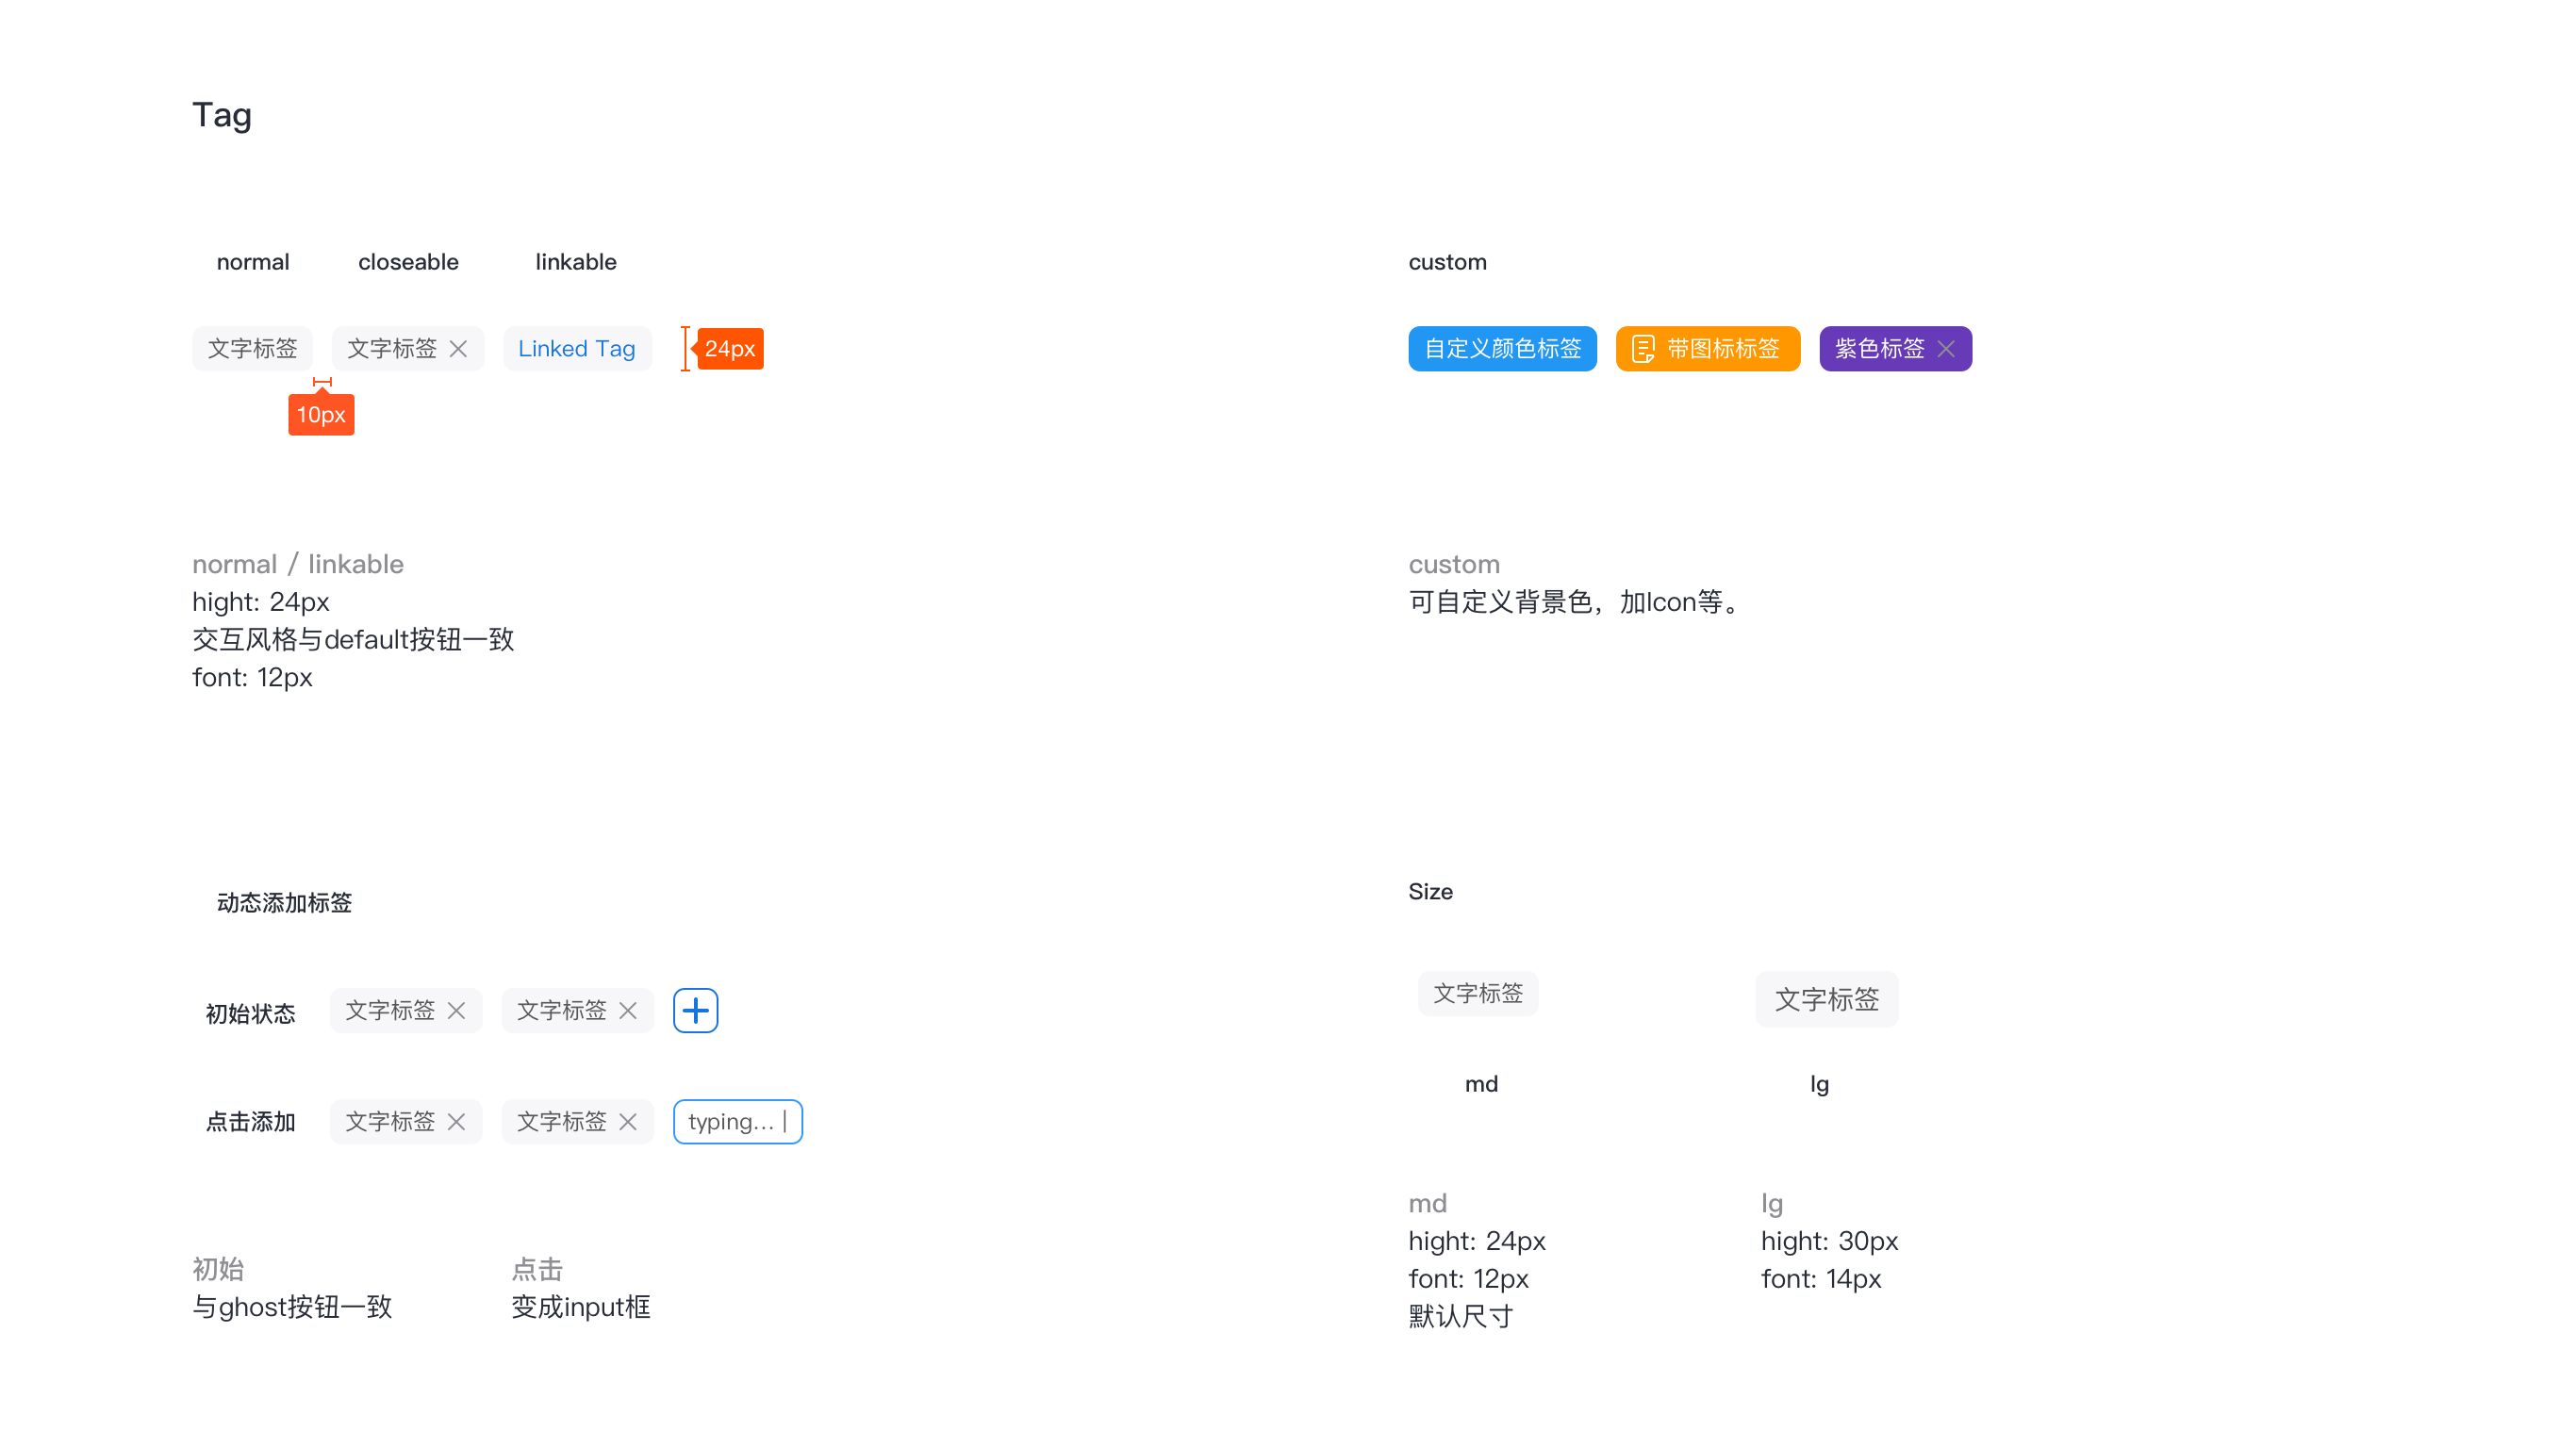 Tag
normal closeable linkable
文字标签 文字标签 Linked Tag 24px
10px
normal / linkable
hight: 24px
交互风格与default按钮一致
font: 12px
custom
自定义颜色标签 带图标标签 紫色标签
custom
可自定义背景色，加Icon等。
动态添加标签
初始状态 文字标签 文字标签
点击添加 文字标签 文字标签 typing... |
初始
与ghost按钮一致
点击
变成input框
Size
文字标签 文字标签
md lg
md
hight: 24px
font: 12px
默认尺寸
lg
hight: 30px
font: 14px